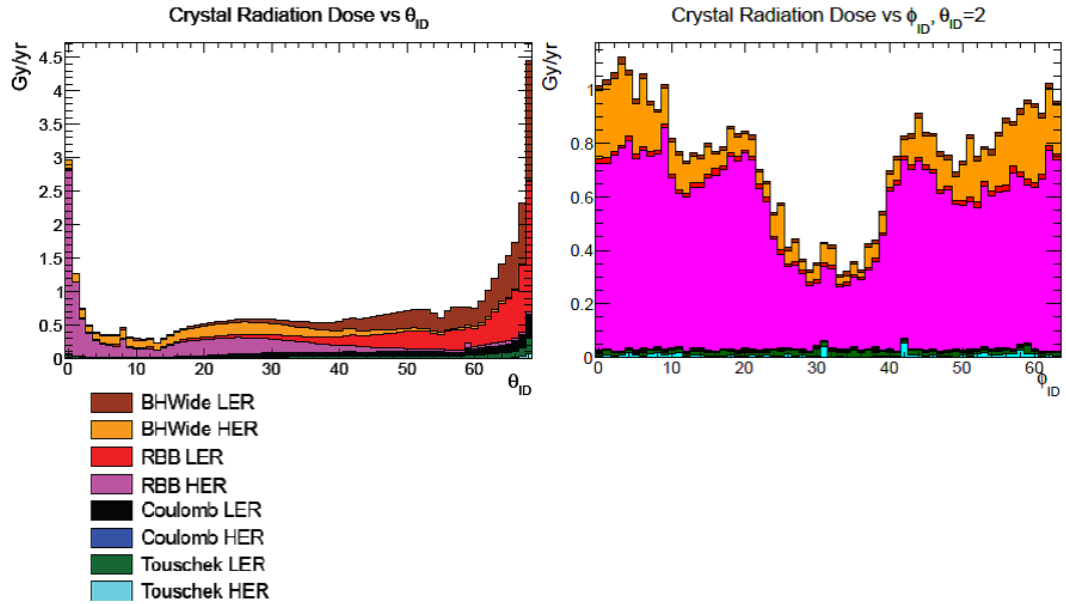 Crystal Radiation Dose vs θID
Gy/yr
4.5
4
3.5
3
2.5
2
1.5
1
0.5
0
0 10 20 30 40 50 60
θID
Crystal Radiation Dose vs ϕID, θID=2
Gy/yr
1
0.8
0.6
0.4
0.2
0
0 10 20 30 40 50 60
ϕID
BHWide LER
BHWide HER
RBB LER
RBB HER
Coulomb LER
Coulomb HER
Touschek LER
Touschek HER